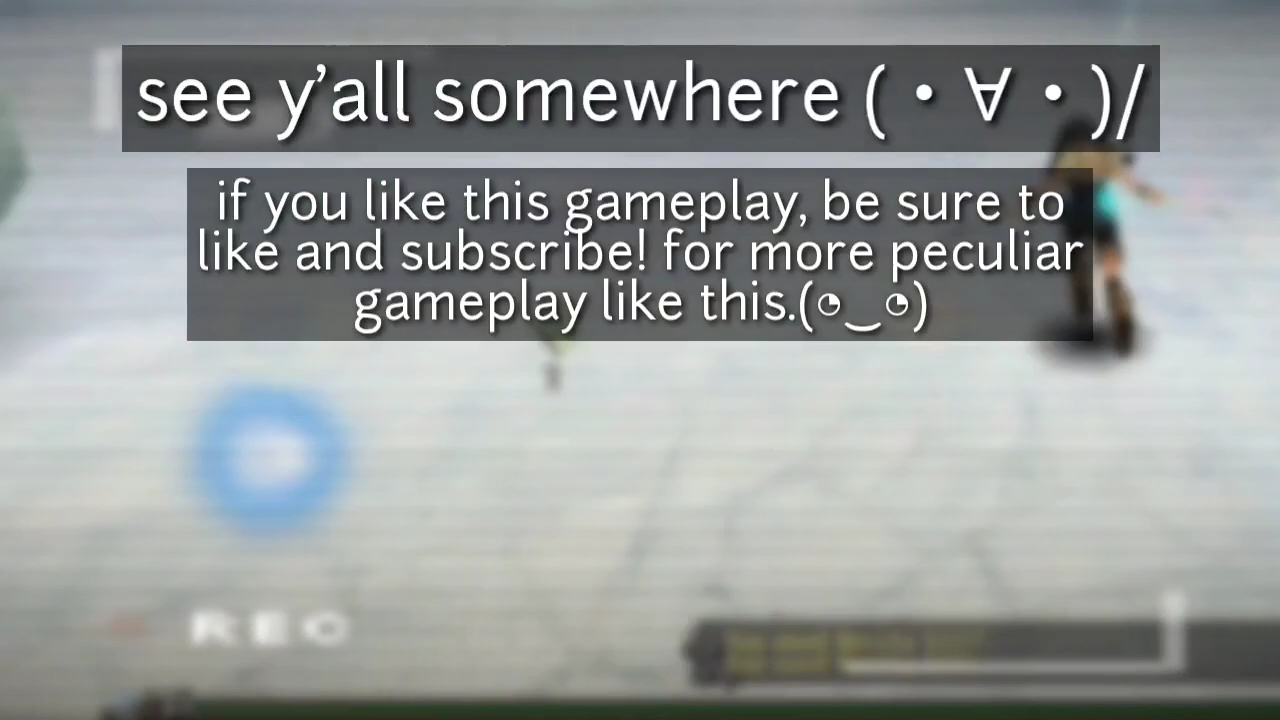 see y’all somewhere (・∀・)/
if you like this gameplay, be sure to
like and subscribe! for more peculiar
gameplay like this.(◔‿◔)
REC